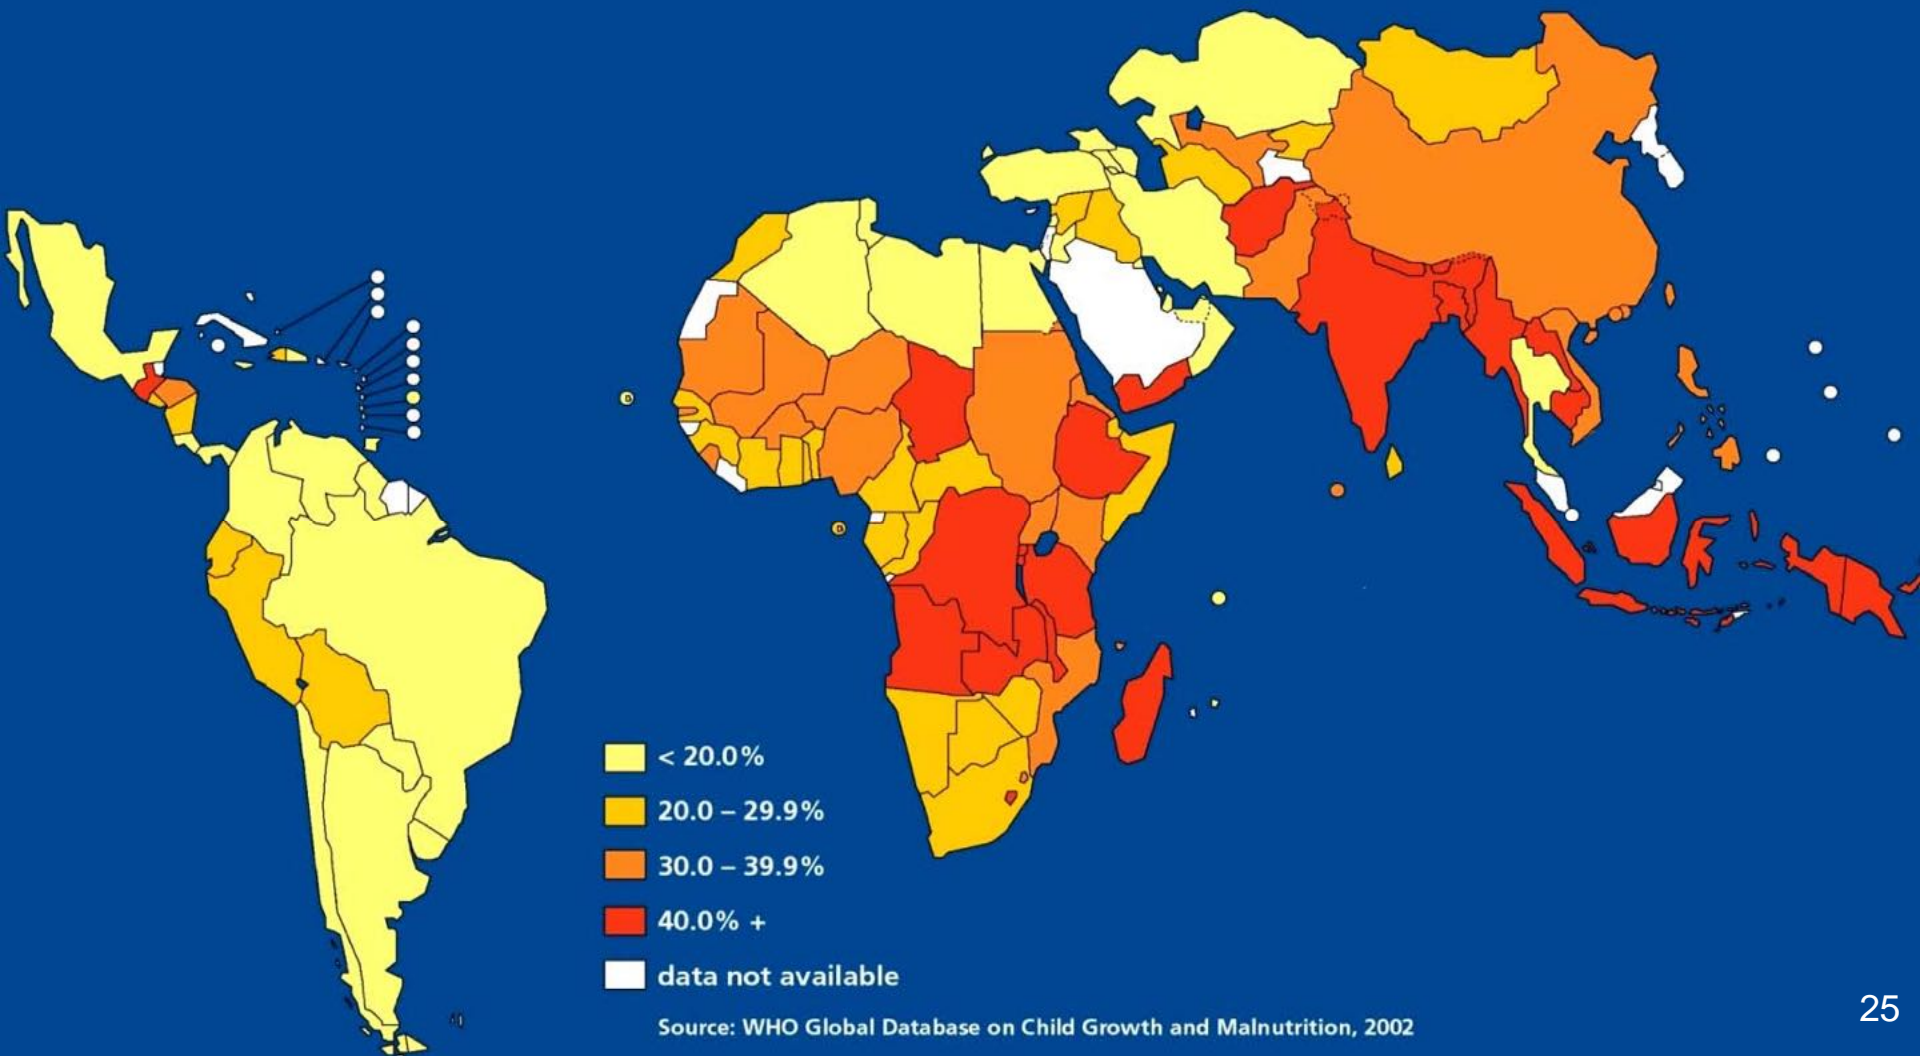 < 20.0%
20.0 – 29.9%
30.0 – 39.9%
40.0% +
data not available
Source: WHO Global Database on Child Growth and Malnutrition, 2002
25